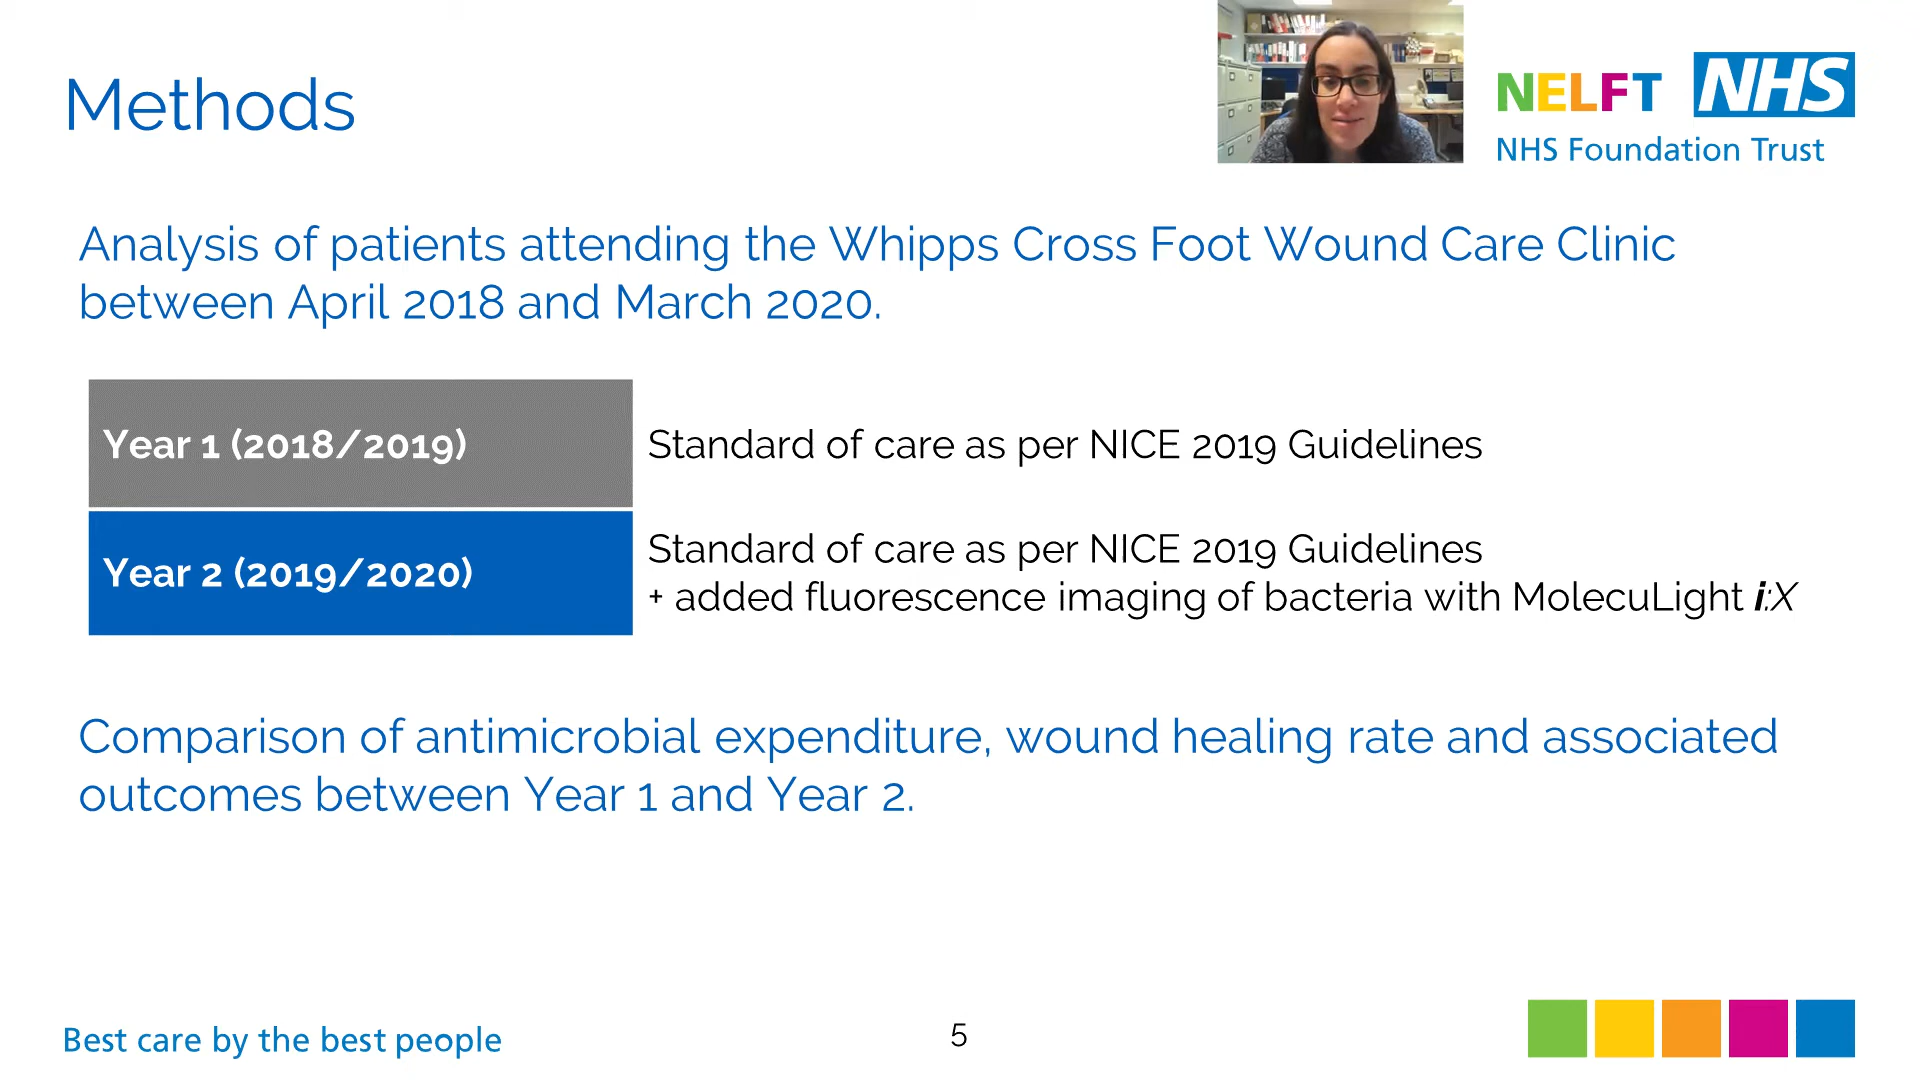 Methods
NELFT NHS
NHS Foundation Trust
Analysis of patients attending the Whipps Cross Foot Wound Care Clinic
between April 2018 and March 2020.
Year 1 (2018/2019)
Standard of care as per NICE 2019 Guidelines
Year 2 (2019/2020)
Standard of care as per NICE 2019 Guidelines
+ added fluorescence imaging of bacteria with MolecuLight i:X
Comparison of antimicrobial expenditure, wound healing rate and associated
outcomes between Year 1 and Year 2.
Best care by the best people
5